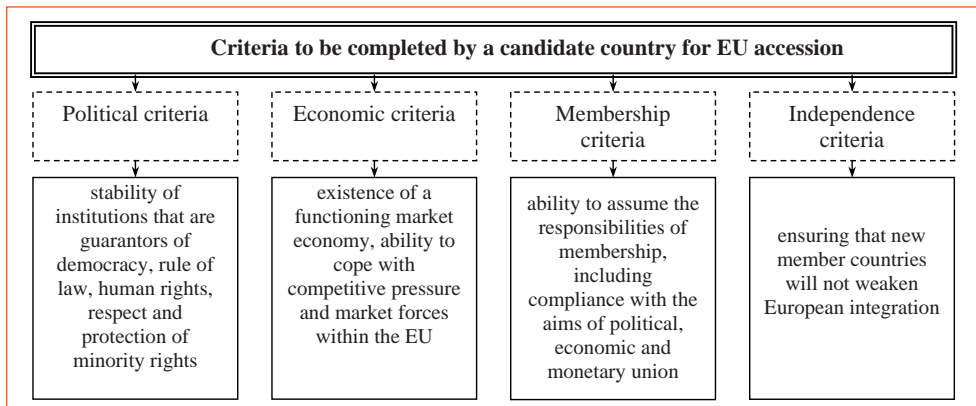 Criteria to be completed by a candidate country for EU accession
Political criteria
Economic criteria
Membership
criteria
Independence
criteria
stability of
institutions that are
guarantors of
democracy, rule of
law, human rights,
respect and
protection of
minority rights
existence of a
functioning market
economy, ability to
cope with
competitive pressure
and market forces
within the EU
ability to assume the
responsibilities of
membership,
including
compliance with the
aims of political,
economic and
monetary union
ensuring that new
member countries
will not weaken
European integration